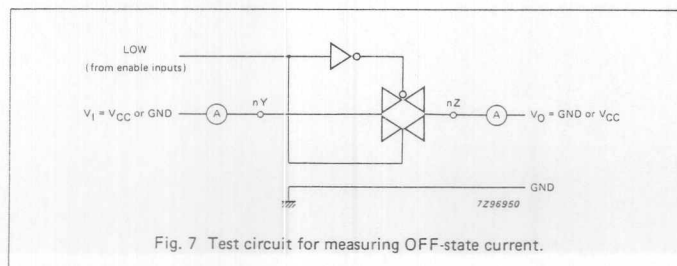 LOW
(from enable inputs)
V_I = V_CC or GND
A
nY
nZ
A
V_O = GND or V_CC
GND
7Z96950
Fig. 7 Test circuit for measuring OFF-state current.